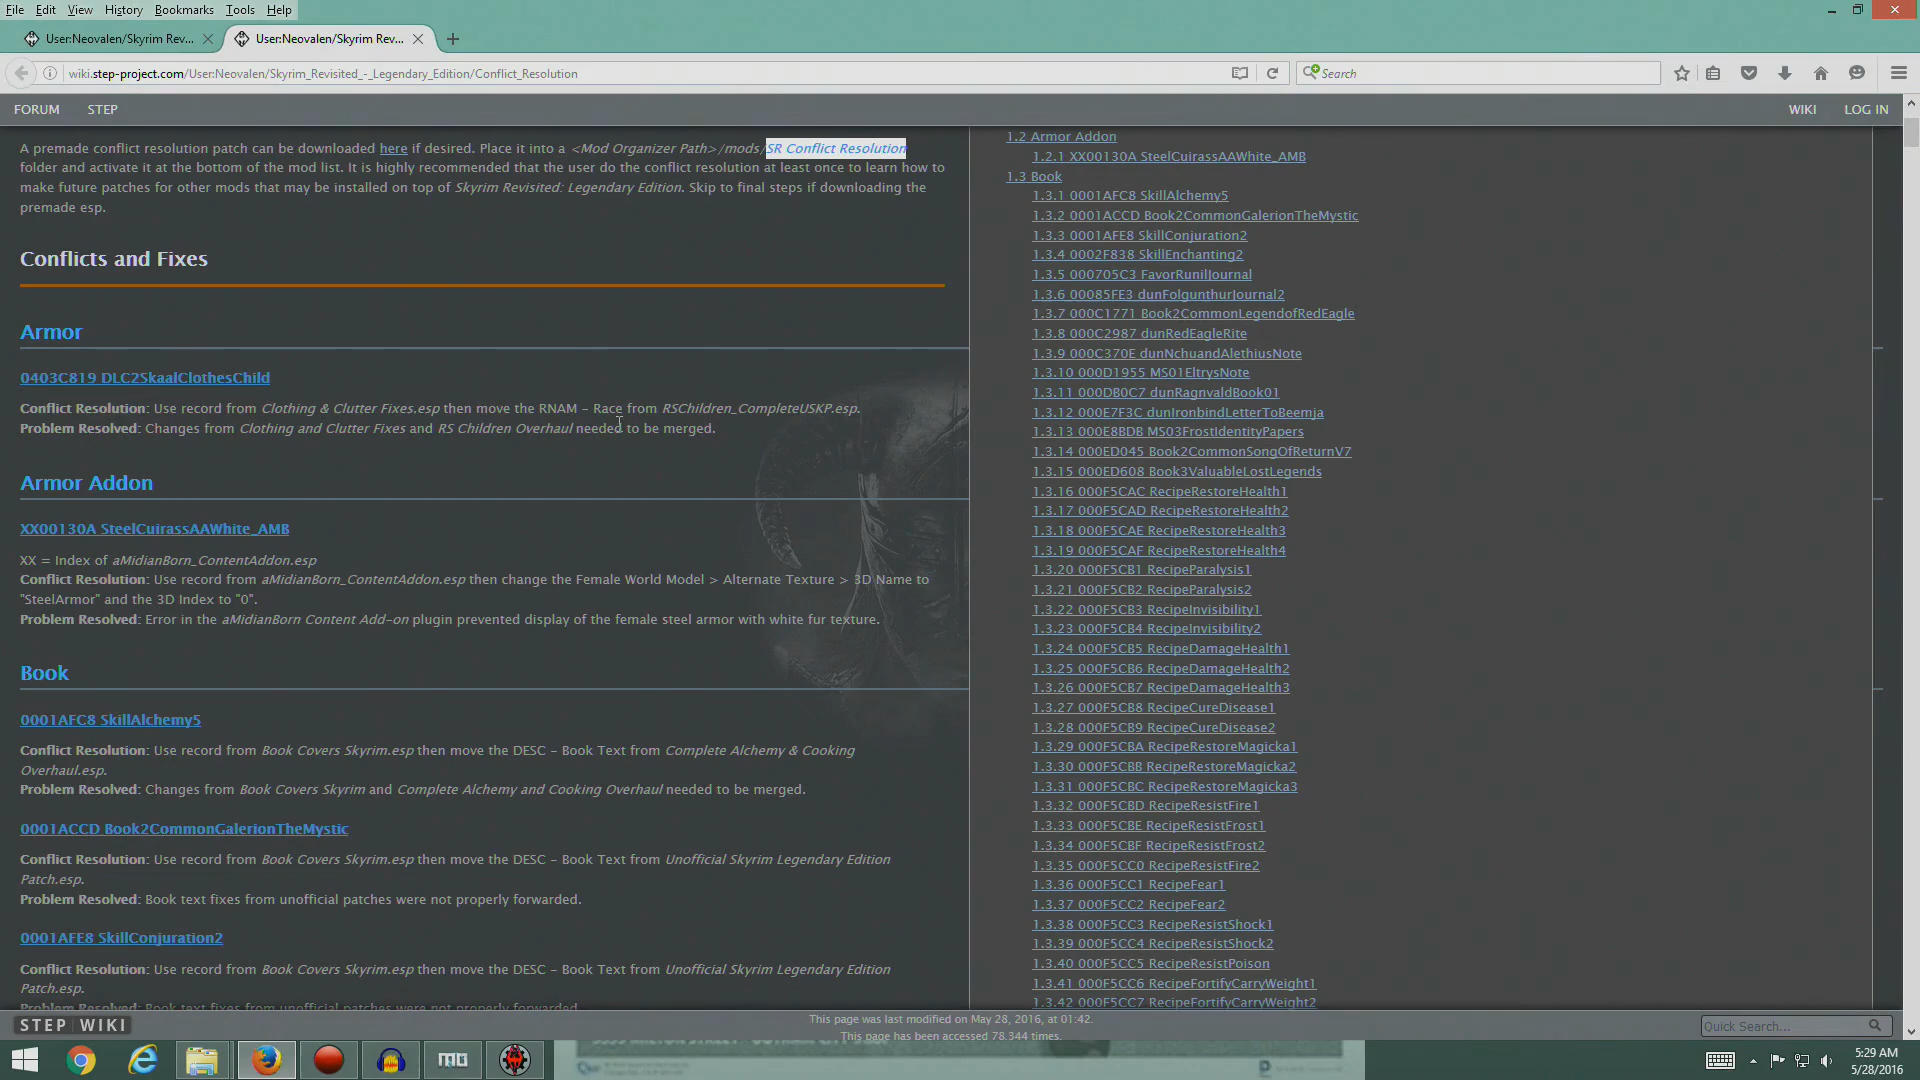 File Edit View History Bookmarks Tools Help
User:Neovalen/Skyrim Rev...
User:Neovalen/Skyrim Rev...
wiki.step-project.com/User:Neovalen/Skyrim_Revisited_-_Legendary_Edition/Conflict_Resolution
Search
FORUM STEP
WIKI LOG IN
A premade conflict resolution patch can be downloaded here if desired. Place it into a <Mod Organizer Path>/mods/SR Conflict Resolution
folder and activate it at the bottom of the mod list. It is highly recommended that the user do the conflict resolution at least once to learn how to
make future patches for other mods that may be installed on top of Skyrim Revisited: Legendary Edition. Skip to final steps if downloading the
premade esp.
Conflicts and Fixes
Armor
0403C819 DLC2SkaalClothesChild
Conflict Resolution: Use record from Clothing & Clutter Fixes.esp then move the RNAM - Race from RSChildren_CompleteUSKP.esp.
Problem Resolved: Changes from Clothing and Clutter Fixes and RS Children Overhaul needed to be merged.
Armor Addon
XX00130A SteelCuirassAAWhite_AMB
XX = Index of aMidianBorn_ContentAddon.esp
Conflict Resolution: Use record from aMidianBorn_ContentAddon.esp then change the Female World Model > Alternate Texture > 3D Name to
"SteelArmor" and the 3D Index to "0".
Problem Resolved: Error in the aMidianBorn Content Add-on plugin prevented display of the female steel armor with white fur texture.
Book
0001AFC8 SkillAlchemy5
Conflict Resolution: Use record from Book Covers Skyrim.esp then move the DESC - Book Text from Complete Alchemy & Cooking
Overhaul.esp.
Problem Resolved: Changes from Book Covers Skyrim and Complete Alchemy and Cooking Overhaul needed to be merged.
0001ACCD Book2CommonGalerionTheMystic
Conflict Resolution: Use record from Book Covers Skyrim.esp then move the DESC - Book Text from Unofficial Skyrim Legendary Edition
Patch.esp.
Problem Resolved: Book text fixes from unofficial patches were not properly forwarded.
0001AFE8 SkillConjuration2
Conflict Resolution: Use record from Book Covers Skyrim.esp then move the DESC - Book Text from Unofficial Skyrim Legendary Edition
Patch.esp.
Problem Resolved: Book text fixes from unofficial patches were not properly forwarded.
1.2 Armor Addon
1.2.1 XX00130A SteelCuirassAAWhite_AMB
1.3 Book
1.3.1 0001AFC8 SkillAlchemy5
1.3.2 0001ACCD Book2CommonGalerionTheMystic
1.3.3 0001AFE8 SkillConjuration2
1.3.4 0002F838 SkillEnchanting2
1.3.5 000705C3 FavorRunilJournal
1.3.6 00085FE3 dunFolgunthurJournal2
1.3.7 000C1771 Book2CommonLegendofRedEagle
1.3.8 000C2987 dunRedEagleRite
1.3.9 000C370E dunNchuandAlethiusNote
1.3.10 000D1955 MS01EltrysNote
1.3.11 000DB0C7 dunRagnvaldBook01
1.3.12 000E7F3C dunIronbindLetterToBeemja
1.3.13 000E8BDB MS03FrostIdentityPapers
1.3.14 000ED045 Book2CommonSongOfReturnV7
1.3.15 000ED608 Book3ValuableLostLegends
1.3.16 000F5CAC RecipeRestoreHealth1
1.3.17 000F5CAD RecipeRestoreHealth2
1.3.18 000F5CAE RecipeRestoreHealth3
1.3.19 000F5CAF RecipeRestoreHealth4
1.3.20 000F5CB1 RecipeParalysis1
1.3.21 000F5CB2 RecipeParalysis2
1.3.22 000F5CB3 RecipeInvisibility1
1.3.23 000F5CB4 RecipeInvisibility2
1.3.24 000F5CB5 RecipeDamageHealth1
1.3.25 000F5CB6 RecipeDamageHealth2
1.3.26 000F5CB7 RecipeDamageHealth3
1.3.27 000F5CB8 RecipeCureDisease1
1.3.28 000F5CB9 RecipeCureDisease2
1.3.29 000F5CBA RecipeRestoreMagicka1
1.3.30 000F5CBB RecipeRestoreMagicka2
1.3.31 000F5CBC RecipeRestoreMagicka3
1.3.32 000F5CBD RecipeResistFire1
1.3.33 000F5CBE RecipeResistFrost1
1.3.34 000F5CBF RecipeResistFrost2
1.3.35 000F5CC0 RecipeResistFire2
1.3.36 000F5CC1 RecipeFear1
1.3.37 000F5CC2 RecipeFear2
1.3.38 000F5CC3 RecipeResistShock1
1.3.39 000F5CC4 RecipeResistShock2
1.3.40 000F5CC5 RecipeResistPoison
1.3.41 000F5CC6 RecipeFortifyCarryWeight1
1.3.42 000F5CC7 RecipeFortifyCarryWeight2
STEP WIKI
This page was last modified on May 28, 2016, at 01:42.
This page has been accessed 78,344 times.
Quick Search...
MO
5:29 AM
5/28/2016